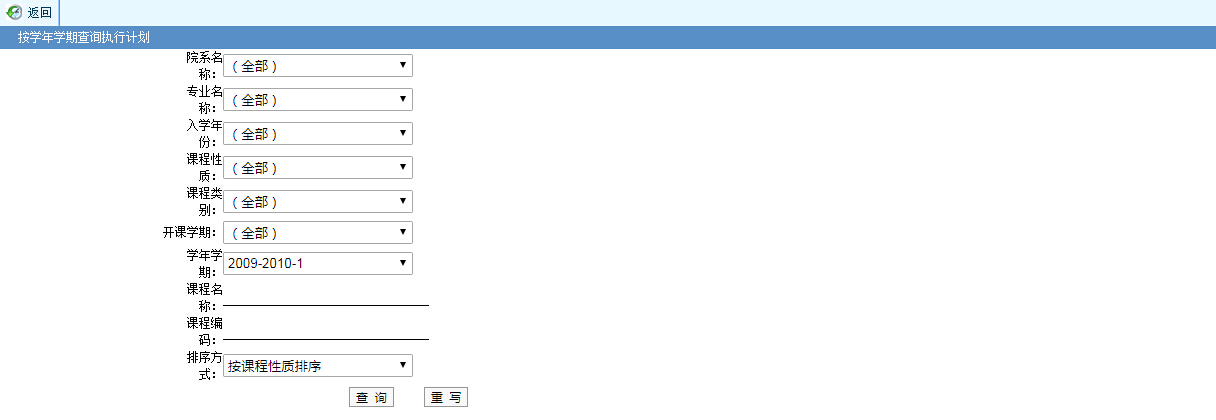 返回
按学年学期查询执行计划
院系名
称：
（全部）
专业名
称：
（全部）
入学年
份：
（全部）
课程性
质：
（全部）
课程类
别：
（全部）
开课学期：
（全部）
学年学
期：
2009-2010-1
课程名
称：
课程编
码：
排序方
式：
按课程性质排序
查 询
重 写